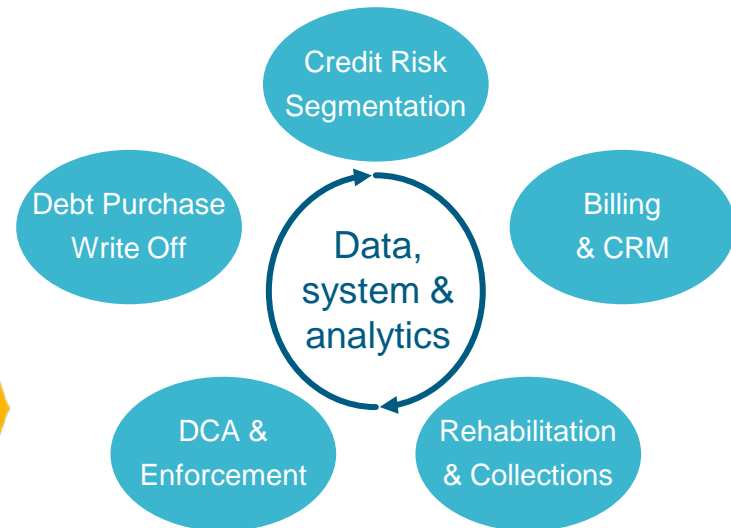 Credit Risk
Segmentation
Debt Purchase
Write Off
Billing
& CRM
Data,
system &
analytics
DCA &
Enforcement
Rehabilitation
& Collections